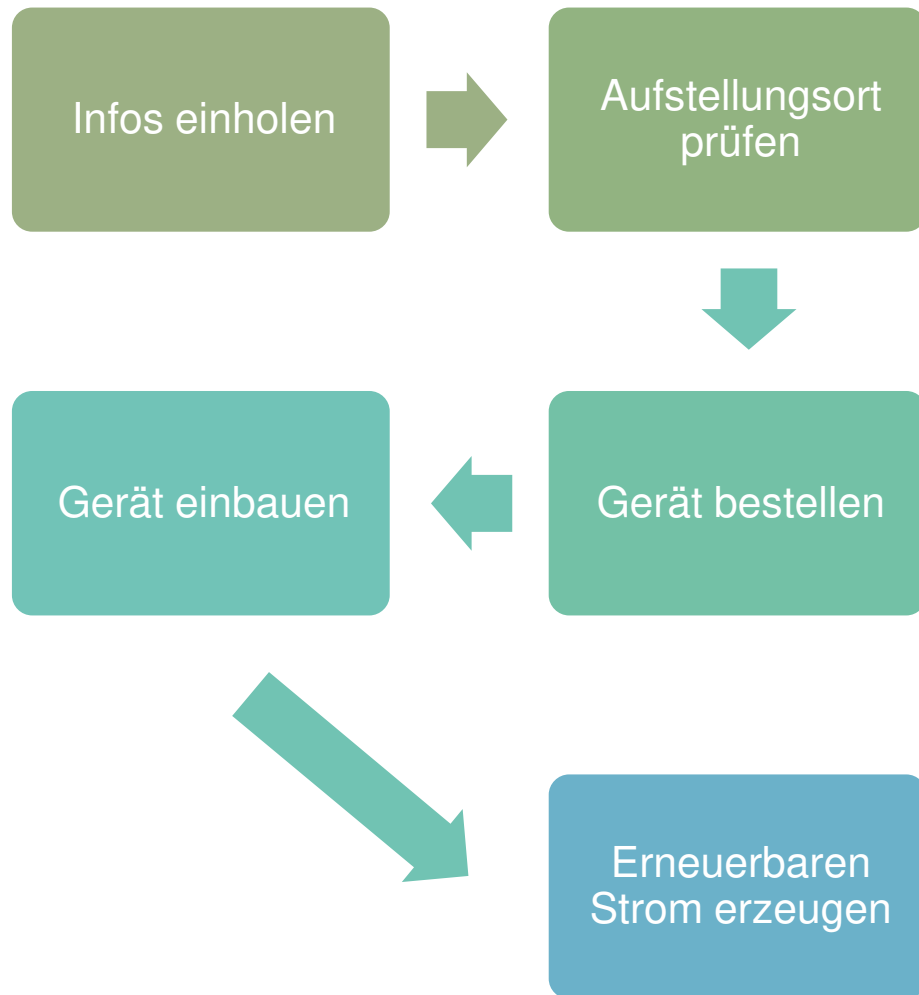 Infos einholen
Aufstellungsort
prüfen
Gerät einbauen
Gerät bestellen
Erneuerbaren
Strom erzeugen